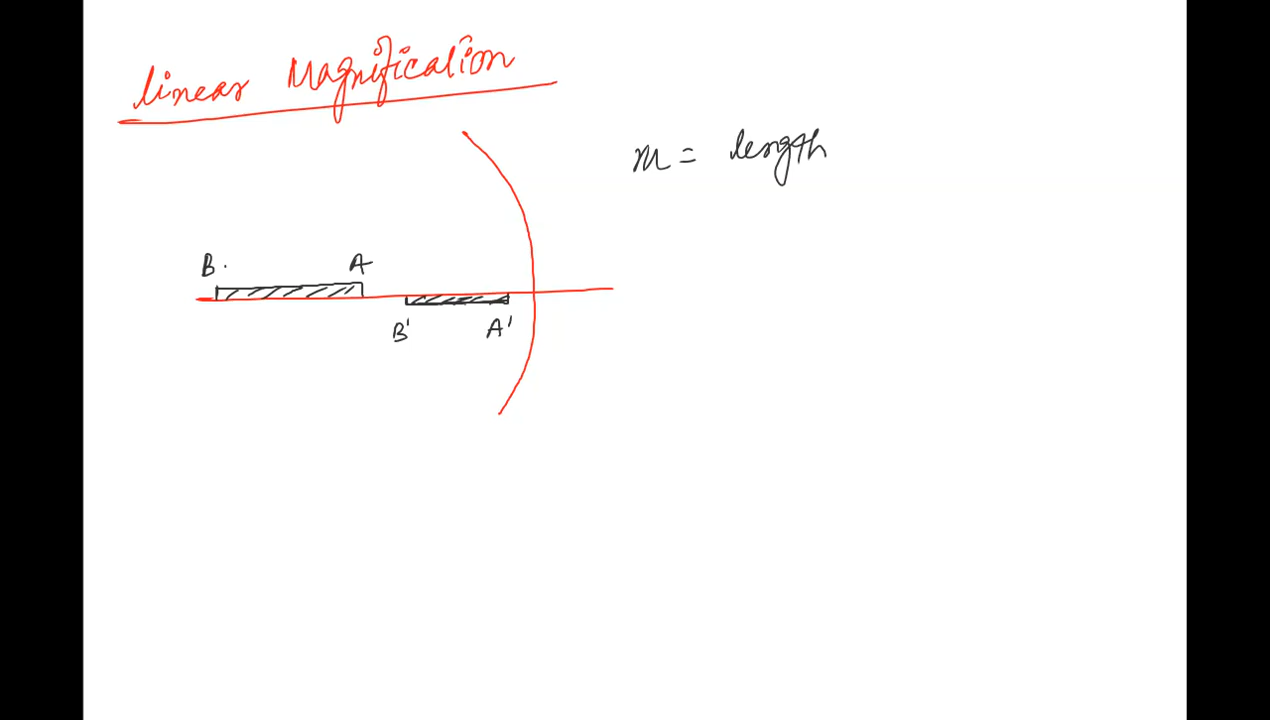 linear Magnification
m = length
B. A
B' A'